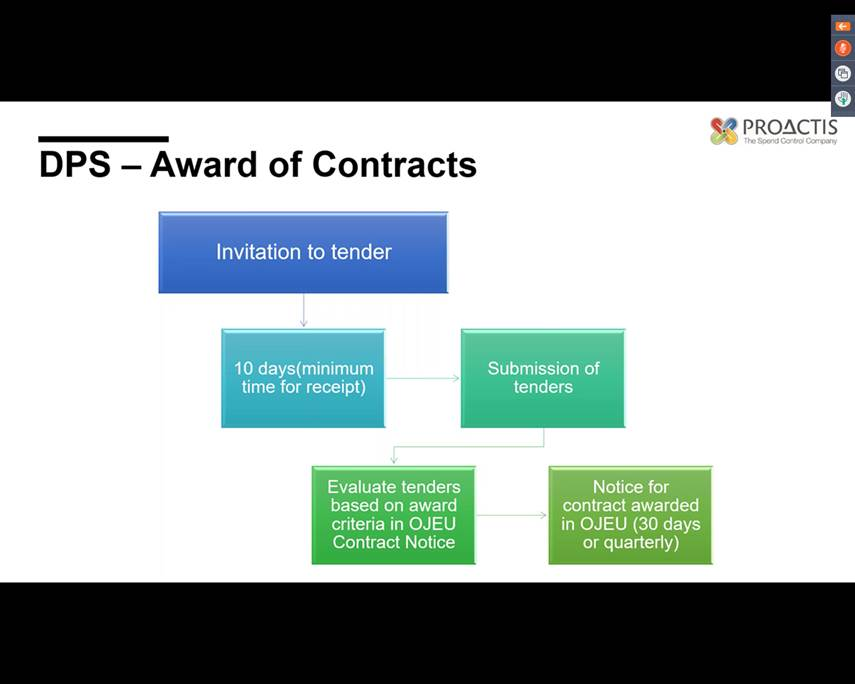 PROACTIS
The Spend Control Company
DPS – Award of Contracts
Invitation to tender
10 days(minimum
time for receipt)
Submission of
tenders
Evaluate tenders
based on award
criteria in OJEU
Contract Notice
Notice for
contract awarded
in OJEU (30 days
or quarterly)